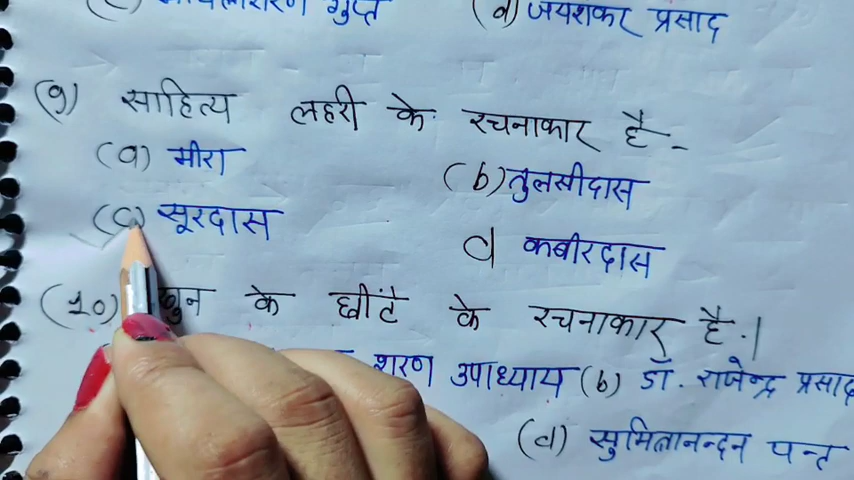 गुप्त (d) जयशंकर प्रसाद
(9) साहित्य लहरी के रचनाकार है -
(a) मीरा (b) तुलसीदास
(c) सूरदास d कबीरदास
(10) के छींटे के रचनाकार है.|
शरण उपाध्याय (b) डॉ. राजेन्द्र प्रसाद
(d) सुमित्रानन्दन पन्त